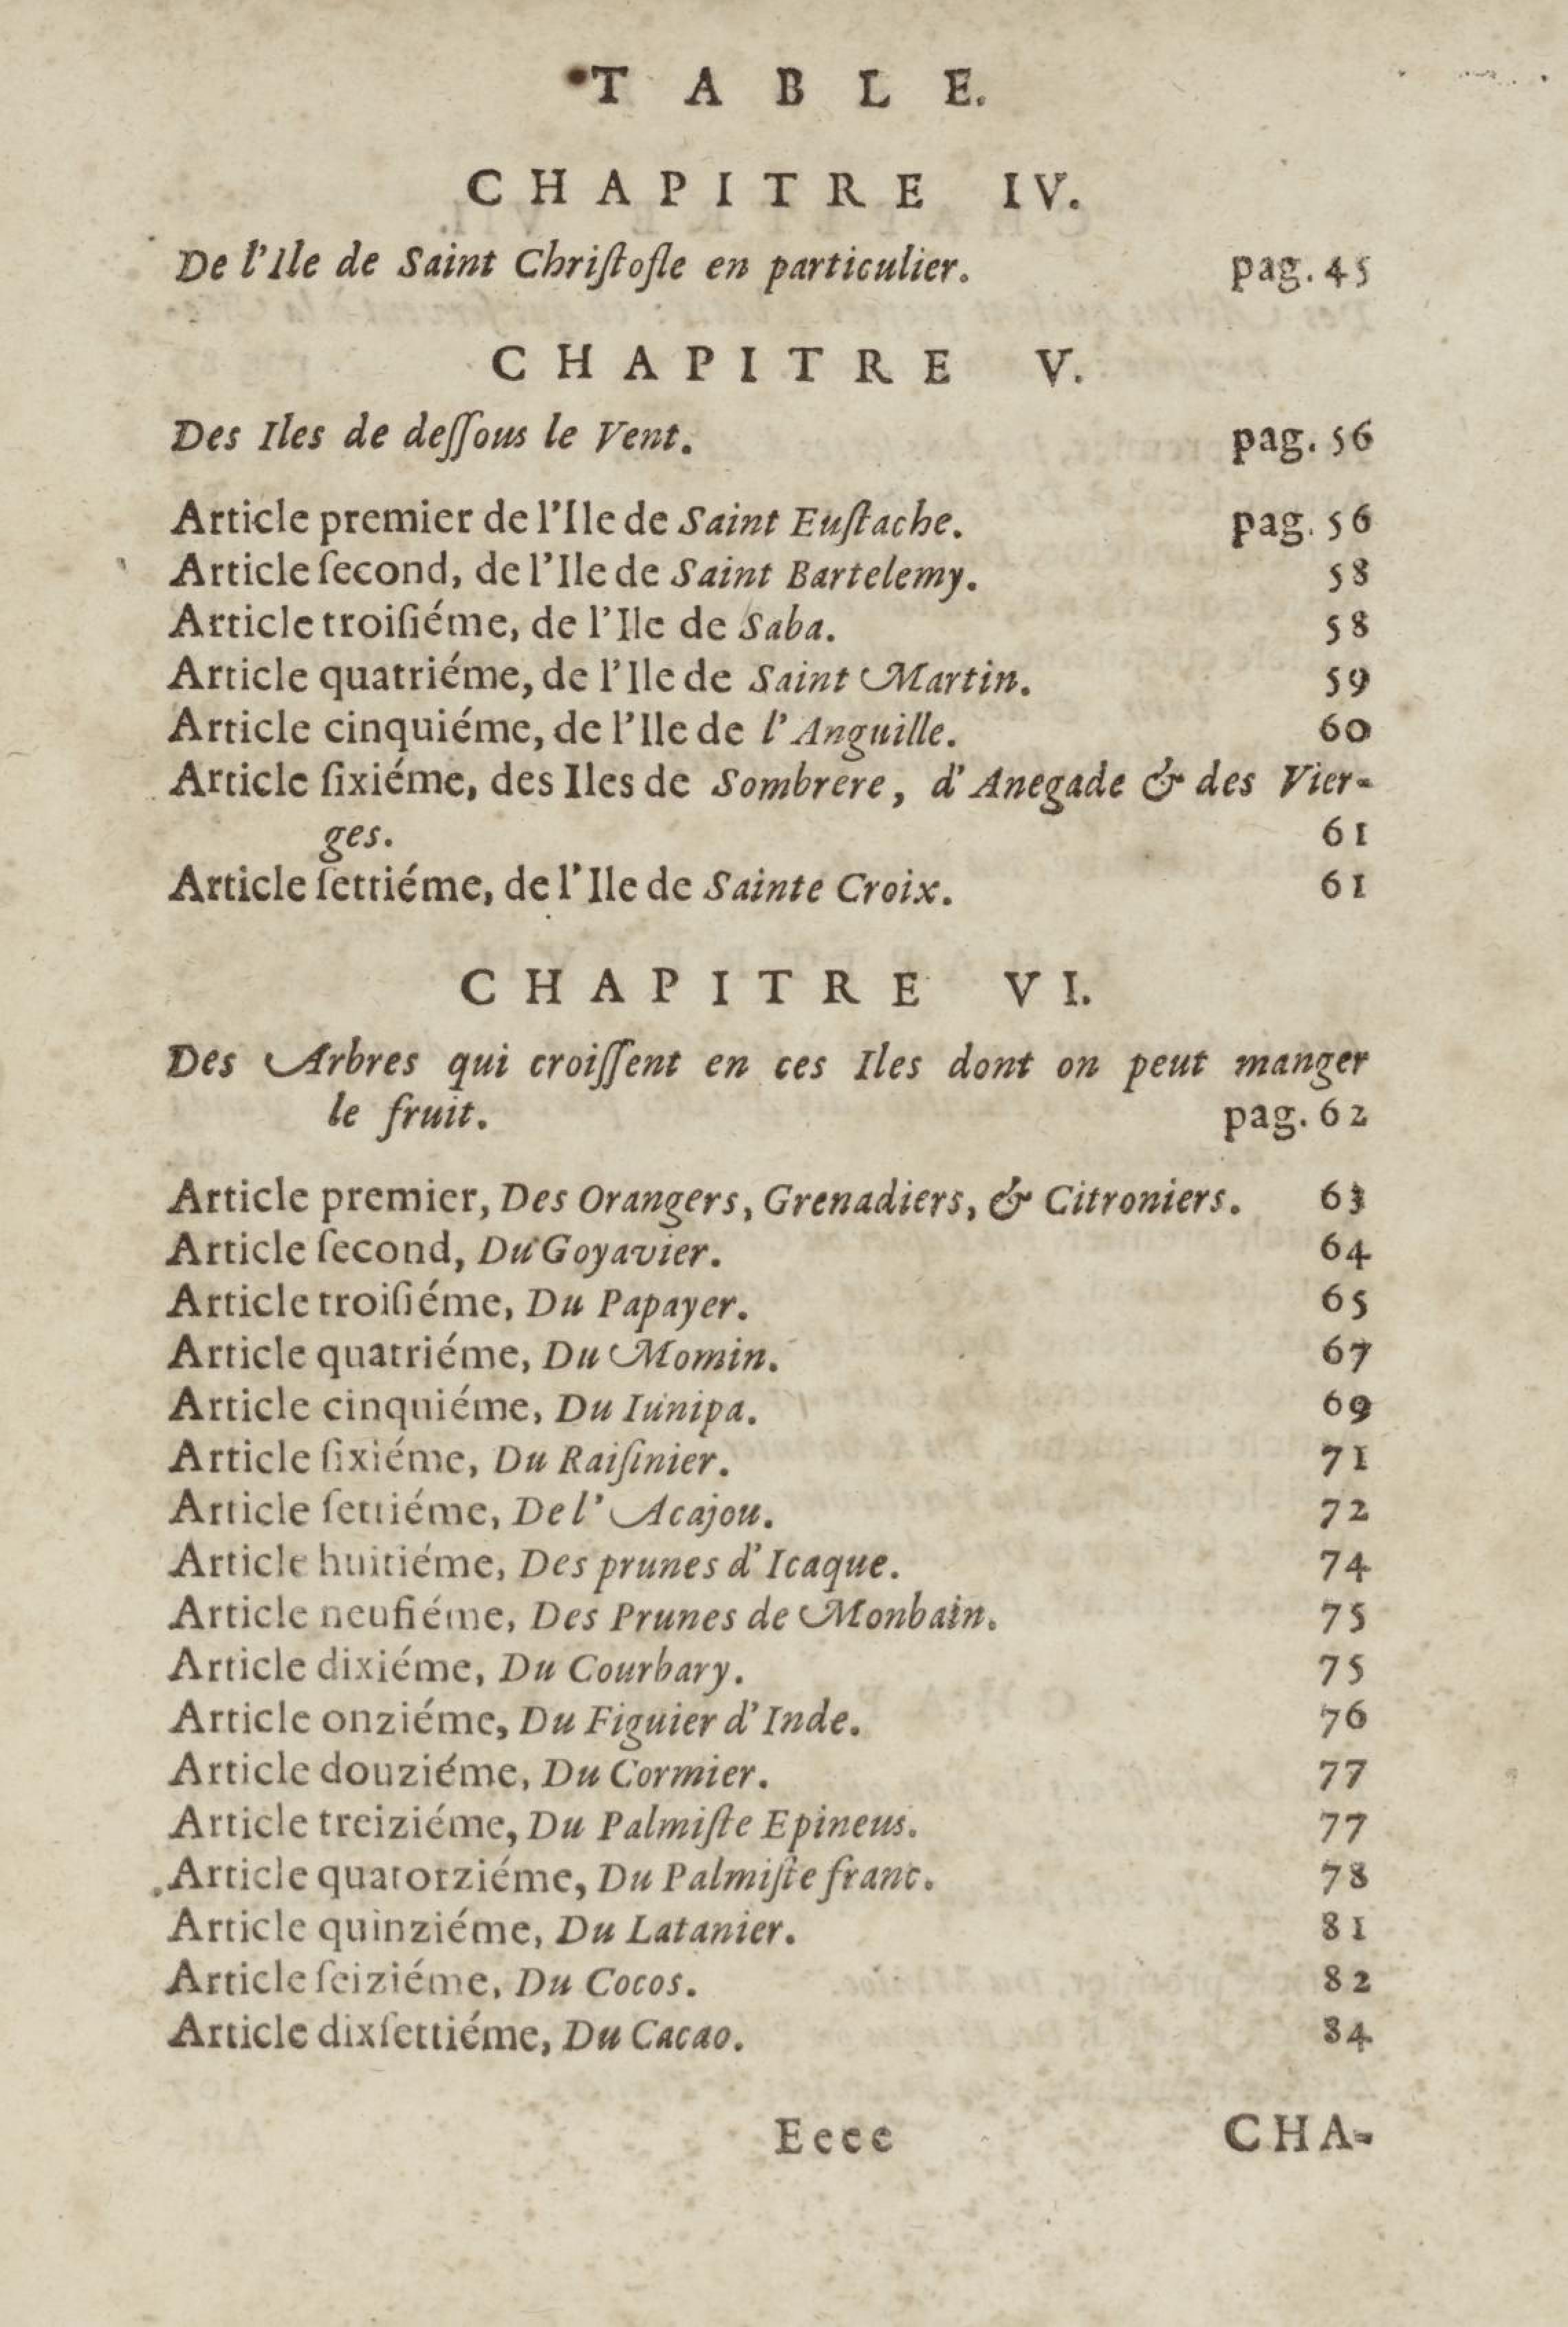 TABLE.
CHAPITRE IV.
De l'Ile de Saint Chriſtofle en particulier. pag. 45
CHAPITRE V.
Des Iles de deſſous le Vent. pag. 56
Article premier de l'Ile de Saint Euſtache. pag. 56
Article ſecond, de l'Ile de Saint Bartelemy. 58
Article troiſiéme, de l'Ile de Saba. 58
Article quatriéme, de l'Ile de Saint Martin. 59
Article cinquiéme, de l'Ile de l'Anguille. 60
Article ſixiéme, des Iles de Sombrere, d'Anegade & des Vier-
ges. 61
Article ſettiéme, de l'Ile de Sainte Croix. 61
CHAPITRE VI.
Des Arbres qui croiſſent en ces Iles dont on peut manger
le fruit. pag. 62
Article premier, Des Orangers, Grenadiers, & Citroniers. 63
Article ſecond, Du Goyavier. 64
Article troiſiéme, Du Papayer. 65
Article quatriéme, Du Momin. 67
Article cinquiéme, Du Iunipa. 69
Article ſixiéme, Du Raiſinier. 71
Article ſettiéme, De l'Acajou. 72
Article huitiéme, Des prunes d'Icaque. 74
Article neufiéme, Des Prunes de Monbain. 75
Article dixiéme, Du Courbary. 75
Article onziéme, Du Figuier d'Inde. 76
Article douziéme, Du Cormier. 77
Article treiziéme, Du Palmiſte Epineus. 77
Article quatorziéme, Du Palmiſte franc. 78
Article quinziéme, Du Latanier. 81
Article ſeiziéme, Du Cocos. 82
Article dixſettiéme, Du Cacao. 84
Eeee CHA-